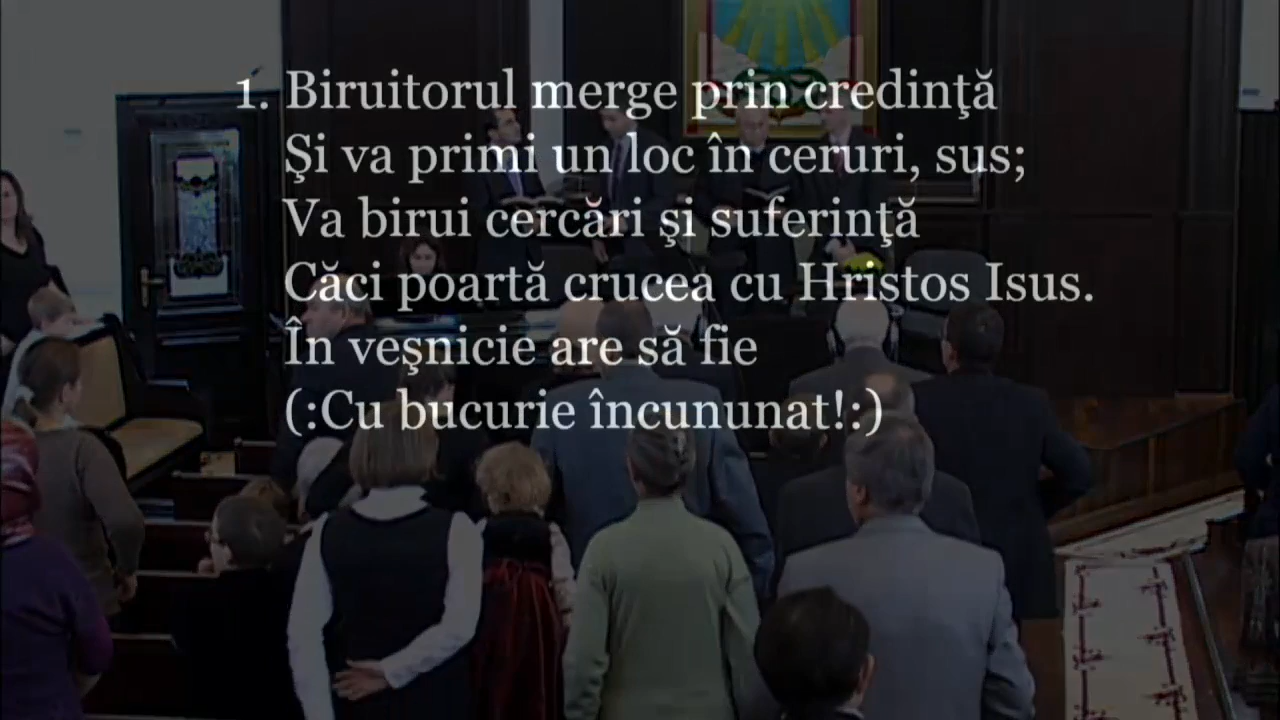 1. Biruitorul merge prin credinţă
Şi va primi un loc în ceruri, sus;
Va birui cercări şi suferinţă
Căci poartă crucea cu Hristos Isus.
În veşnicie are să fie
(:Cu bucurie încununat!:)